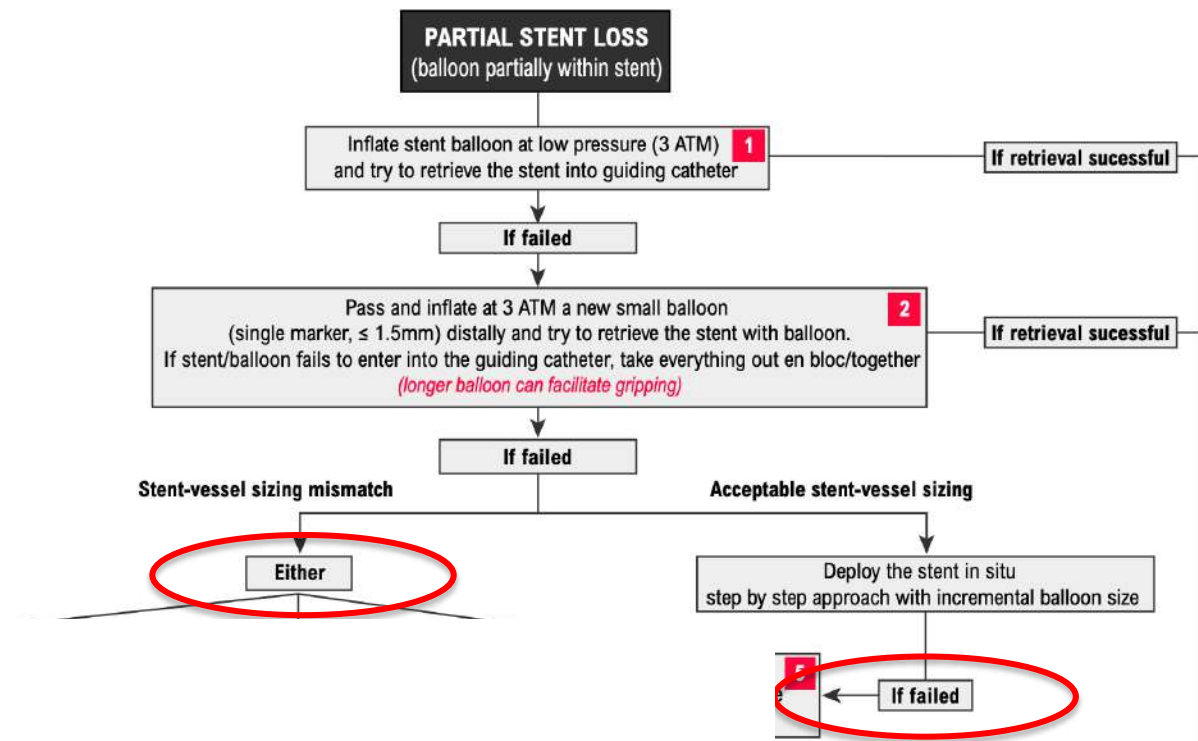 PARTIAL STENT LOSS
(balloon partially within stent)
Inflate stent balloon at low pressure (3 ATM)
and try to retrieve the stent into guiding catheter
1
If retrieval sucessful
If failed
Pass and inflate at 3 ATM a new small balloon
(single marker, ≤ 1.5mm) distally and try to retrieve the stent with balloon.
If stent/balloon fails to enter into the guiding catheter, take everything out en bloc/together
(longer balloon can facilitate gripping)
2
If retrieval sucessful
If failed
Stent-vessel sizing mismatch
Acceptable stent-vessel sizing
Either
Deploy the stent in situ
step by step approach with incremental balloon size
5
If failed